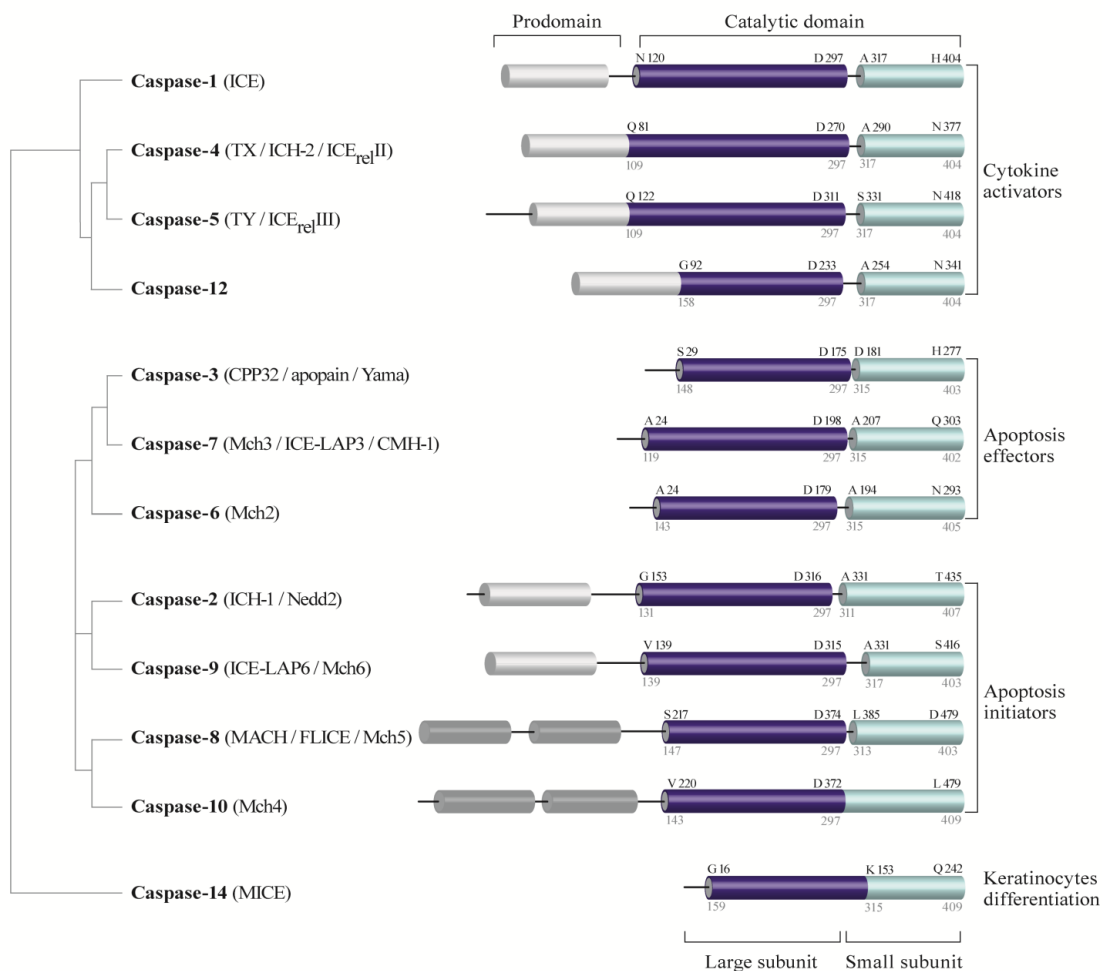 Prodomain Catalytic domain
N 120 D 297 A 317 H 404
Caspase-1 (ICE)
Q 81 D 270 A 290 N 377
Caspase-4 (TX / ICH-2 / ICErelII)
109 297 317 404
Cytokine
activators
Q 122 D 311 S 331 N 418
Caspase-5 (TY / ICErelIII)
109 297 317 404
G 92 D 233 A 254 N 341
Caspase-12
158 297 317 404
S 29 D 175 D 181 H 277
Caspase-3 (CPP32 / apopain / Yama)
148 297 315 403
A 24 D 198 A 207 Q 303
Caspase-7 (Mch3 / ICE-LAP3 / CMH-1)
119 297 315 402
Apoptosis
effectors
A 24 D 179 A 194 N 293
Caspase-6 (Mch2)
143 297 315 405
G 153 D 316 A 331 T 435
Caspase-2 (ICH-1 / Nedd2)
131 297 311 407
V 139 D 315 A 331 S 416
Caspase-9 (ICE-LAP6 / Mch6)
139 297 317 403
Apoptosis
initiators
S 217 D 374 L 385 D 479
Caspase-8 (MACH / FLICE / Mch5)
147 297 313 403
V 220 D 372 L 479
Caspase-10 (Mch4)
143 297 409
G 16 K 153 Q 242
Caspase-14 (MICE)
159 315 409
Keratinocytes
differentiation
Large subunit Small subunit